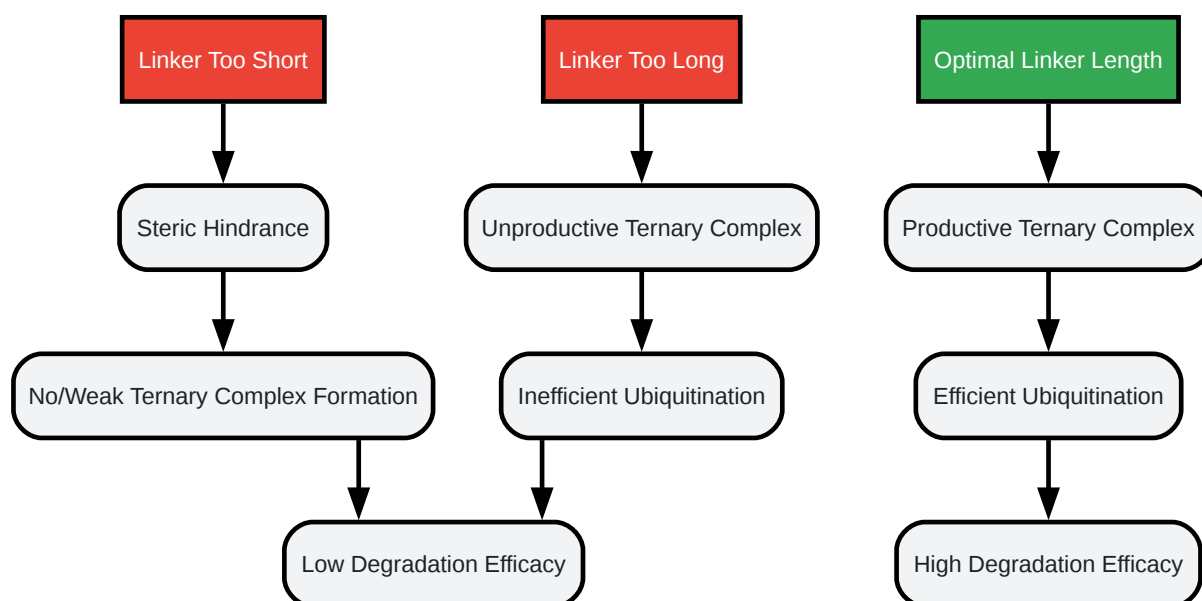 Linker Too Short
Linker Too Long
Optimal Linker Length
Steric Hindrance
Unproductive Ternary Complex
Productive Ternary Complex
No/Weak Ternary Complex Formation
Inefficient Ubiquitination
Efficient Ubiquitination
Low Degradation Efficacy
High Degradation Efficacy